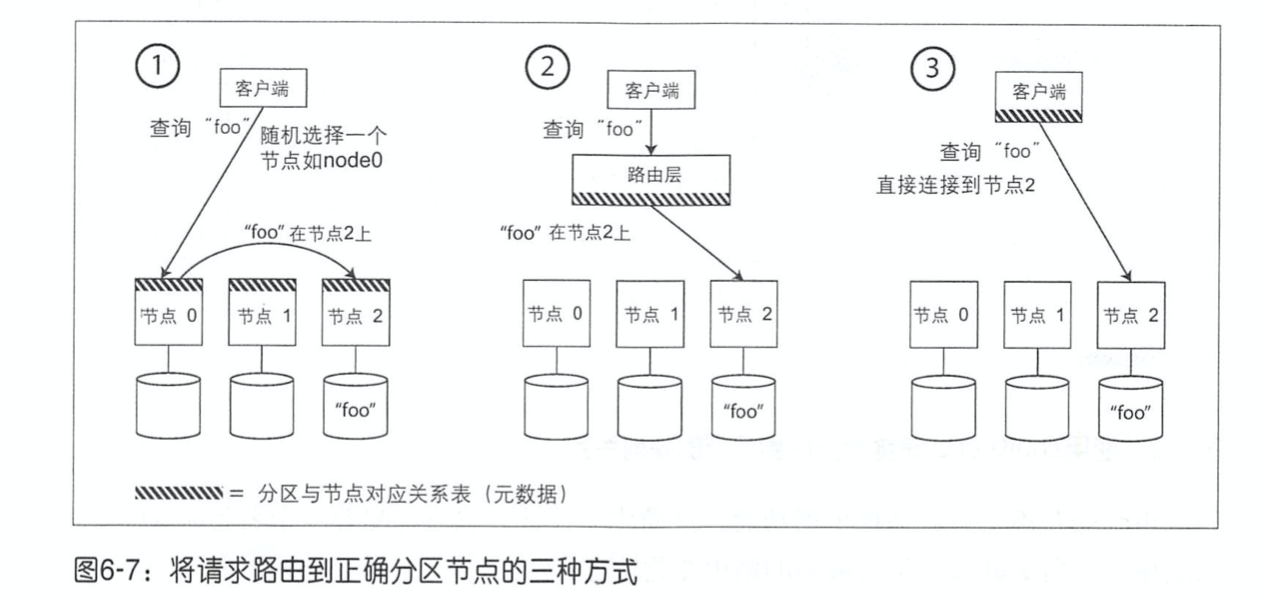 ①
客户端
查询“foo”
随机选择一个
节点如node0
“foo”在节点2上
节点 0
节点 1
节点 2
“foo”
②
客户端
查询“foo”
路由层
“foo”在节点2上
节点 0
节点 1
节点 2
“foo”
③
客户端
查询“foo”
直接连接到节点2
节点 0
节点 1
节点 2
“foo”
= 分区与节点对应关系表（元数据）
图6-7：将请求路由到正确分区节点的三种方式